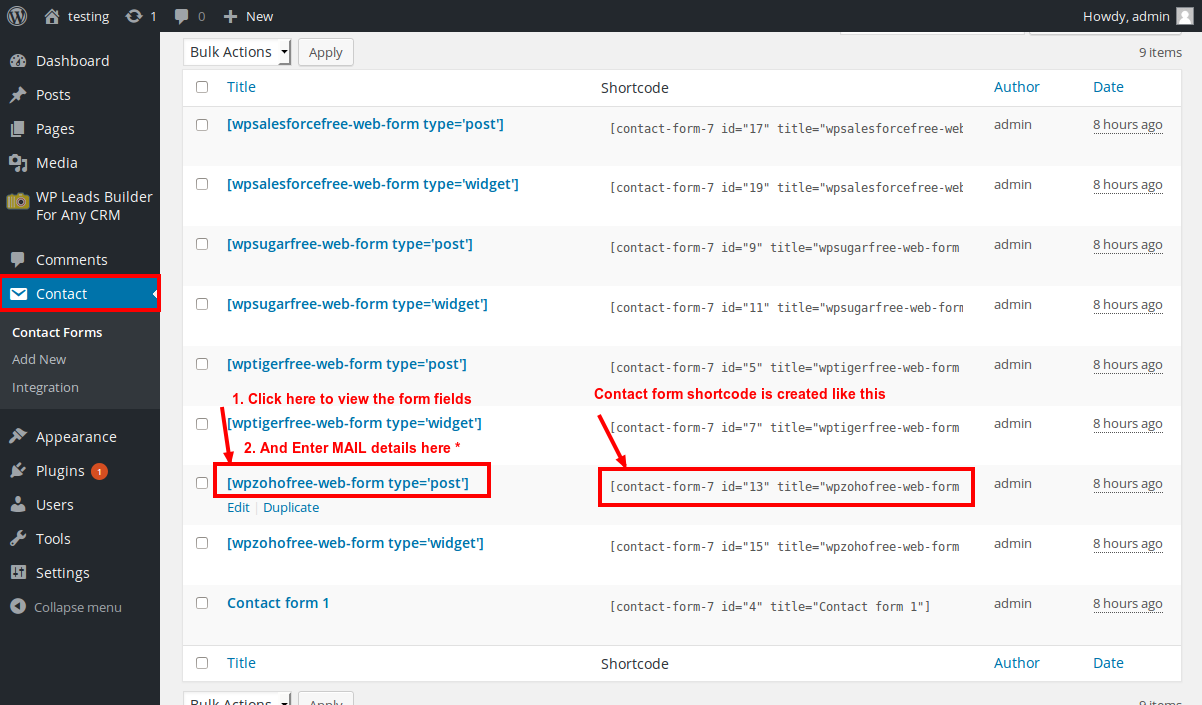 testing 1 0 + New Howdy, admin
Dashboard
Posts
Pages
Media
WP Leads Builder
For Any CRM
Comments
Contact
Contact Forms
Add New
Integration
Appearance
Plugins 1
Users
Tools
Settings
Collapse menu
Bulk Actions Apply 9 items
Title Shortcode Author Date
[wpsalesforcefree-web-form type='post'] [contact-form-7 id="17" title="wpsalesforcefree-web admin 8 hours ago
[wpsalesforcefree-web-form type='widget'] [contact-form-7 id="19" title="wpsalesforcefree-web admin 8 hours ago
[wpsugarfree-web-form type='post'] [contact-form-7 id="9" title="wpsugarfree-web-form admin 8 hours ago
[wpsugarfree-web-form type='widget'] [contact-form-7 id="11" title="wpsugarfree-web-form admin 8 hours ago
[wptigerfree-web-form type='post'] [contact-form-7 id="5" title="wptigerfree-web-form admin 8 hours ago
1. Click here to view the form fields Contact form shortcode is created like this
[wptigerfree-web-form type='widget'] [contact-form-7 id="7" title="wptigerfree-web-form admin 8 hours ago
2. And Enter MAIL details here *
[wpzohofree-web-form type='post'] [contact-form-7 id="13" title="wpzohofree-web-form admin 8 hours ago
Edit | Duplicate
[wpzohofree-web-form type='widget'] [contact-form-7 id="15" title="wpzohofree-web-form admin 8 hours ago
Contact form 1 [contact-form-7 id="4" title="Contact form 1"] admin 8 hours ago
Title Shortcode Author Date
Bulk Actions Apply 9 items